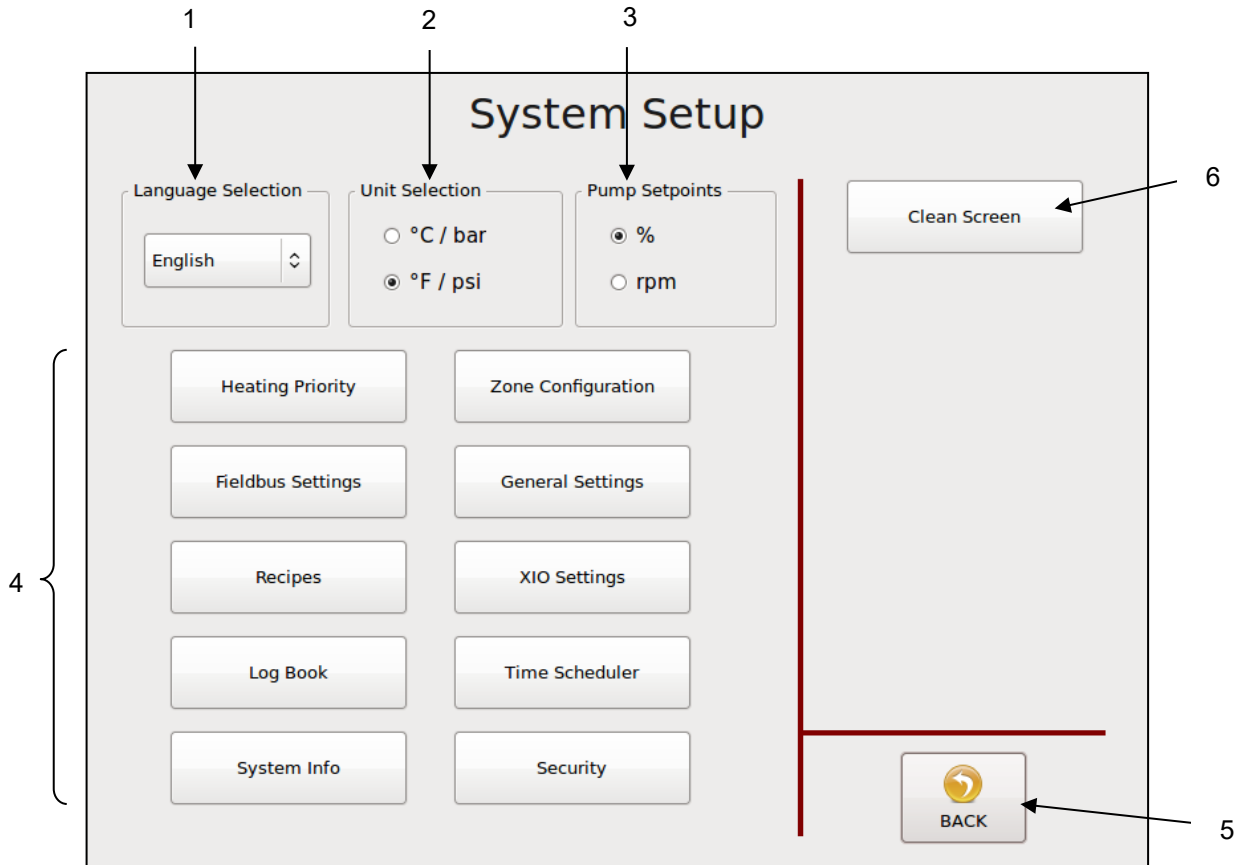 1 2 3
System Setup
Language Selection Unit Selection Pump Setpoints
6
Clean Screen
°C / bar %
English
°F / psi rpm
Heating Priority Zone Configuration
Fieldbus Settings General Settings
4
Recipes XIO Settings
Log Book Time Scheduler
System Info Security
BACK
5